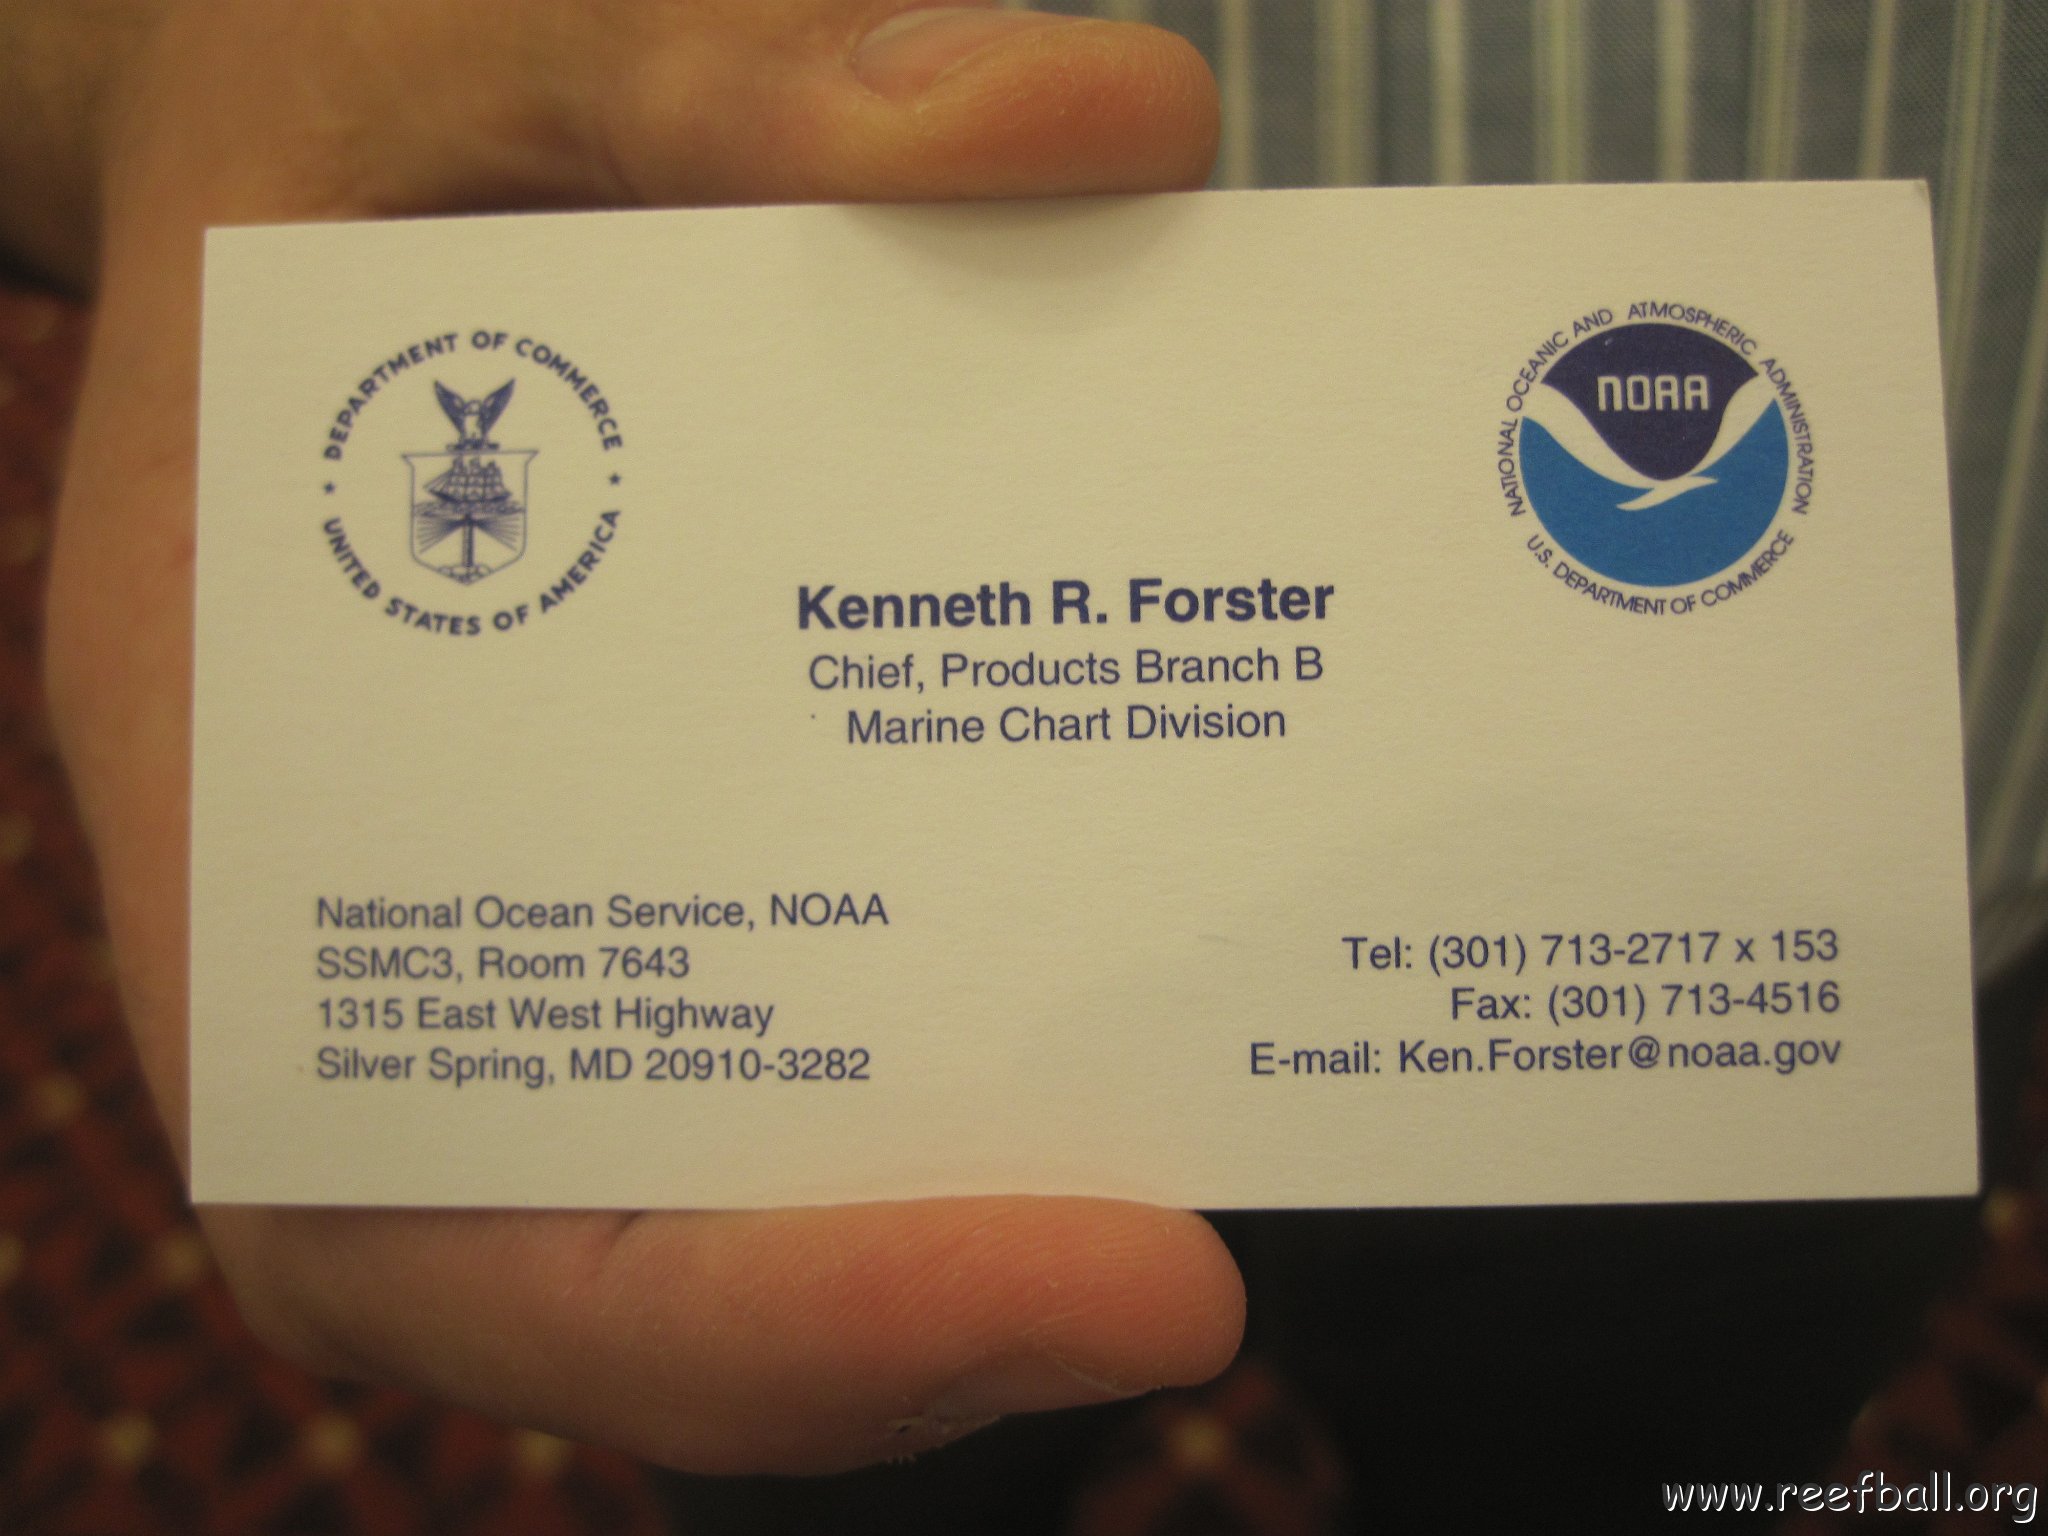 DEPARTMENT OF COMMERCE
UNITED STATES OF AMERICA
NATIONAL OCEANIC AND ATMOSPHERIC ADMINISTRATION
NOAA
U.S. DEPARTMENT OF COMMERCE
Kenneth R. Forster
Chief, Products Branch B
Marine Chart Division
National Ocean Service, NOAA
SSMC3, Room 7643
1315 East West Highway
Silver Spring, MD 20910-3282
Tel: (301) 713-2717 x 153
Fax: (301) 713-4516
E-mail: Ken.Forster@noaa.gov
www.reefball.org